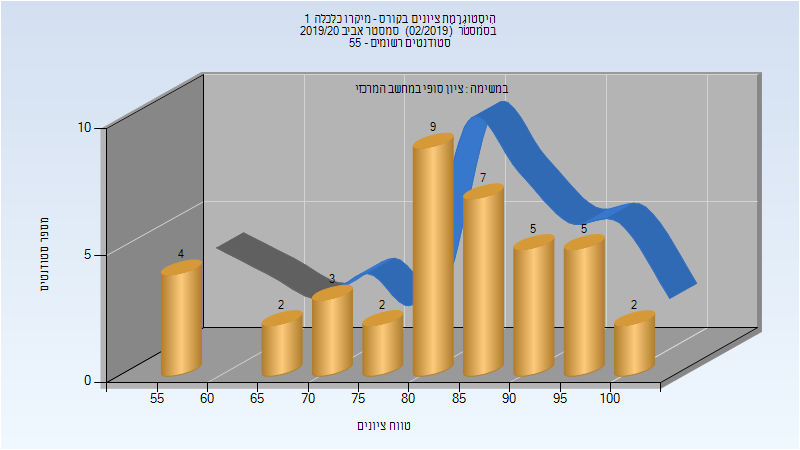 היסטוגרמת ציונים בקורס - מיקרו כלכלה 1
בסמסטר (02/2019) סמסטר אביב 2019/20
סטודנטים רשומים - 55
במשימה : ציון סופי במחשב המרכזי
מספר סטודנטים
10
5
0
4
2
3
2
9
7
5
5
2
55 60 65 70 75 80 85 90 95 100
טווח ציונים